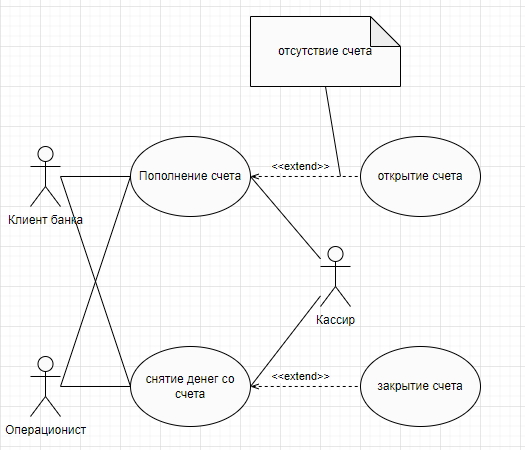 отсутствие счета
<<extend>>
Пополнение счета
открытие счета
Клиент банка
Кассир
<<extend>>
снятие денег со
счета
закрытие счета
Операционист